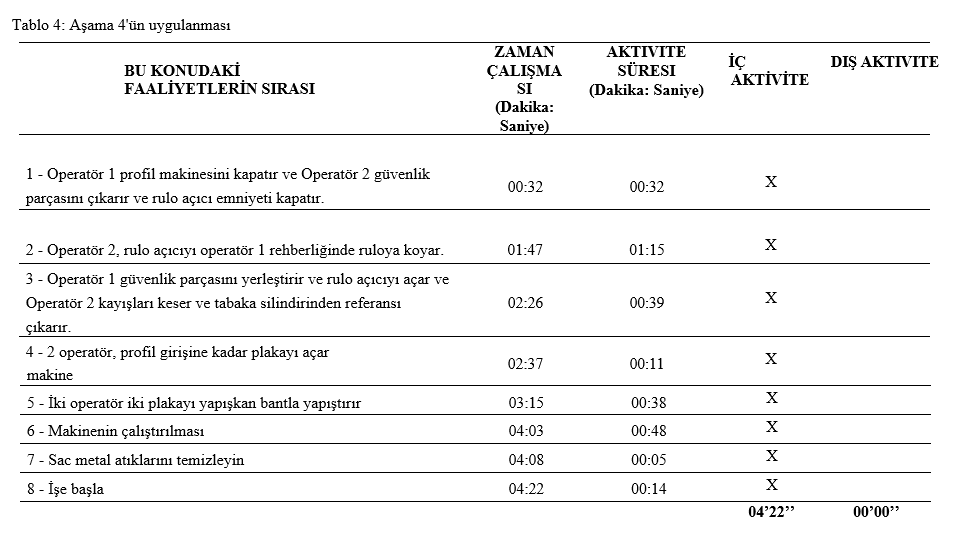 Tablo 4: Aşama 4'ün uygulanması
BU KONUDAKİ
FAALİYETLERİN SIRASI
ZAMAN
ÇALIŞMA
SI
(Dakika:
Saniye)
AKTIVITE
SÜRESI
(Dakika: Saniye)
İÇ
AKTİVİTE
DIŞ AKTIVITE
1 - Operatör 1 profil makinesini kapatır ve Operatör 2 güvenlik
parçasını çıkarır ve rulo açıcı emniyeti kapatır.
00:32
00:32
X
2 - Operatör 2, rulo açıcıyı operatör 1 rehberliğinde ruloya koyar.
01:47
01:15
X
3 - Operatör 1 güvenlik parçasını yerleştirir ve rulo açıcıyı açar ve
Operatör 2 kayışları keser ve tabaka silindirinden referansı
çıkarır.
02:26
00:39
X
4 - 2 operatör, profil girişine kadar plakayı açar
makine
02:37
00:11
X
5 - İki operatör iki plakayı yapışkan bantla yapıştırır
03:15
00:38
X
6 - Makinenin çalıştırılması
04:03
00:48
X
7 - Sac metal atıklarını temizleyin
04:08
00:05
X
8 - İşe başla
04:22
00:14
X
04’22’’
00’00’’